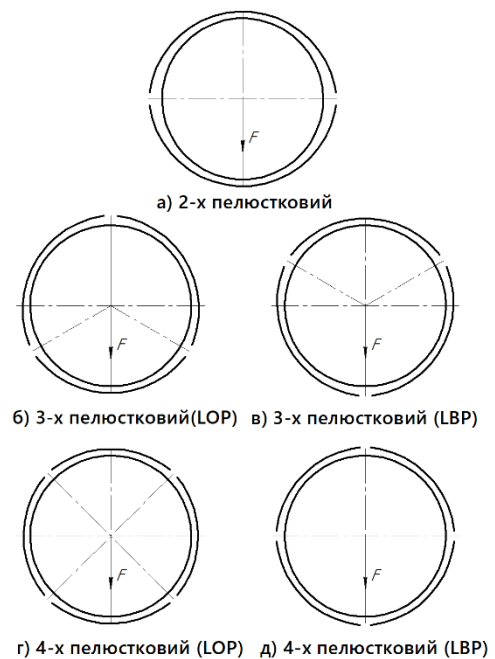 F
а) 2-х пелюстковий
F
F
б) 3-х пелюстковий(LOP) в) 3-х пелюстковий (LBP)
F
F
г) 4-х пелюстковий (LOP) д) 4-х пелюстковий (LBP)